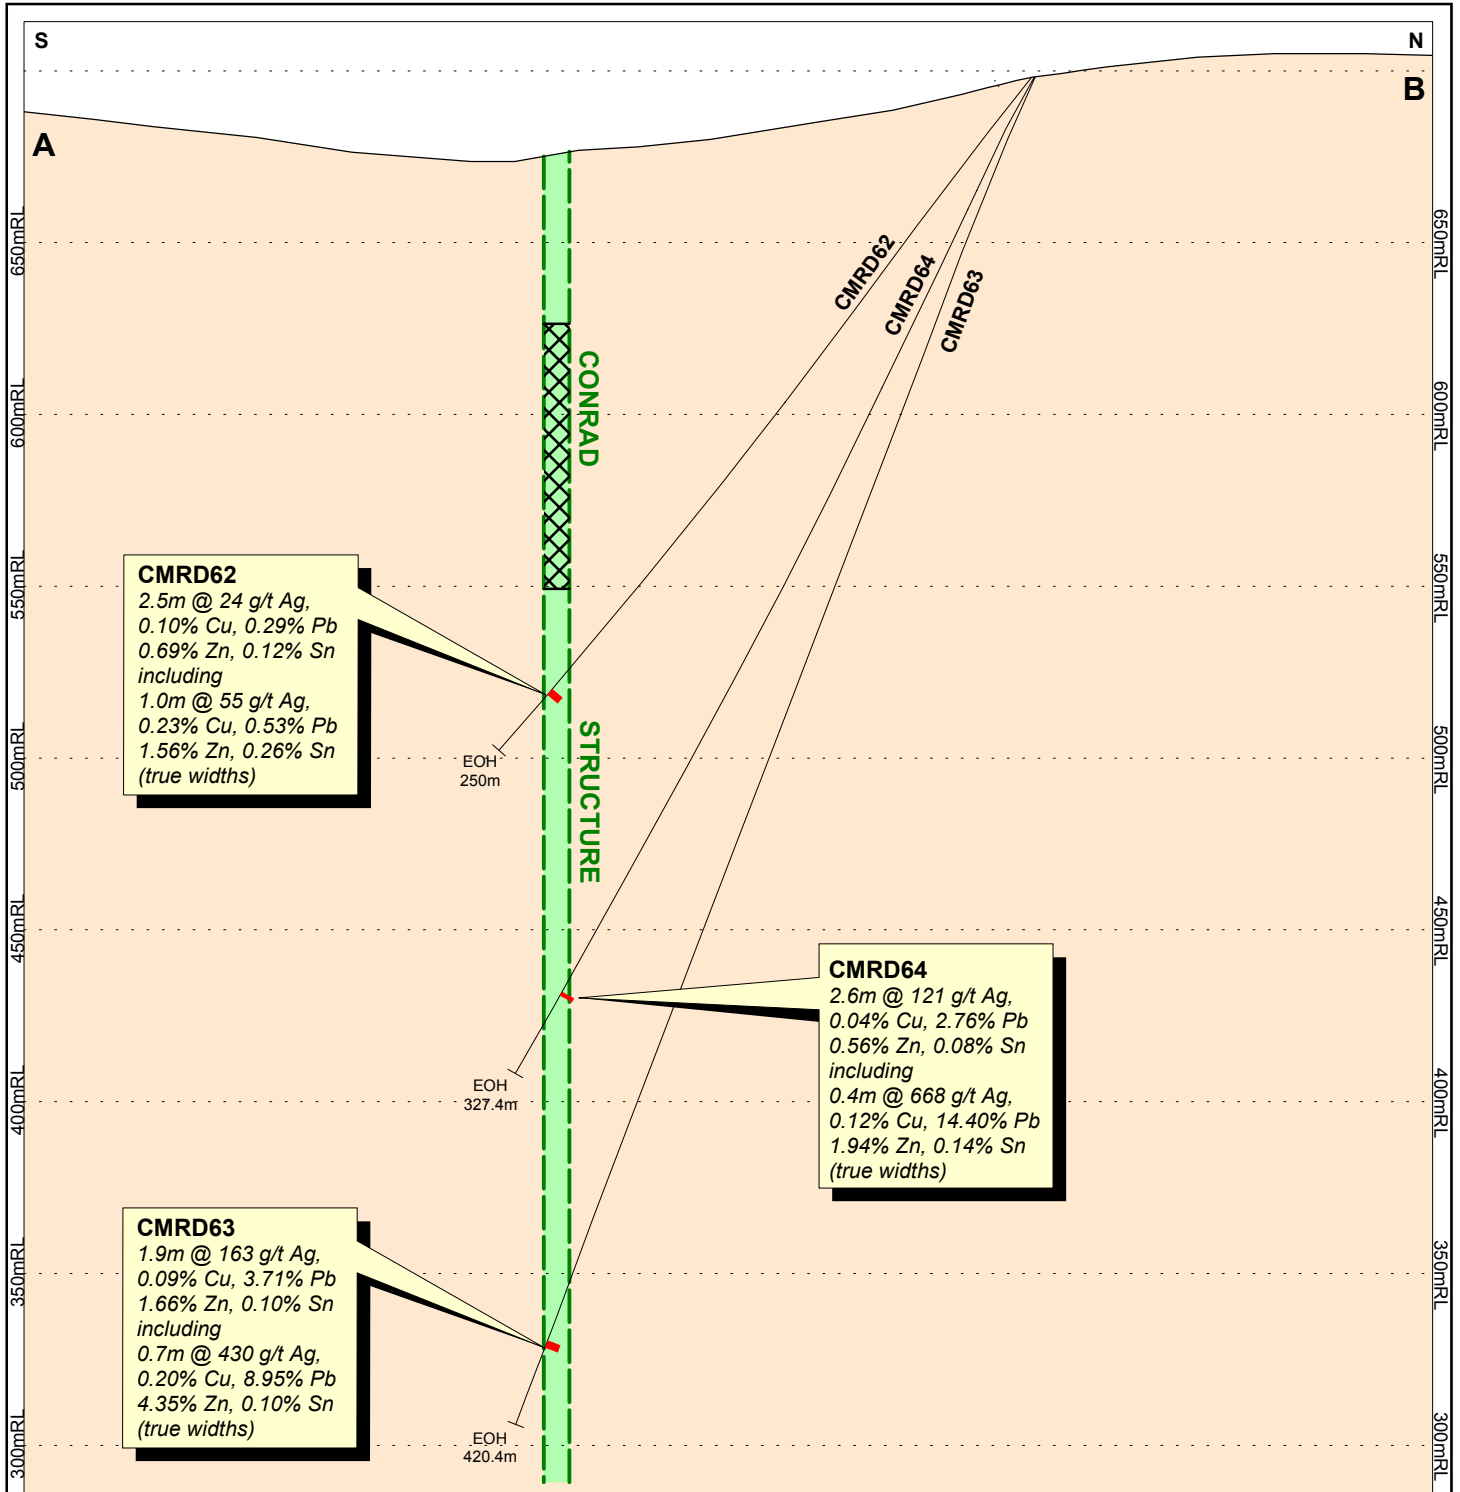 S
N
A
B
650mRL
600mRL
550mRL
500mRL
450mRL
400mRL
350mRL
300mRL
650mRL
600mRL
550mRL
500mRL
450mRL
400mRL
350mRL
300mRL
CMRD62
CMRD64
CMRD63
CONRAD
STRUCTURE
CMRD62
2.5m @ 24 g/t Ag,
0.10% Cu, 0.29% Pb
0.69% Zn, 0.12% Sn
including
1.0m @ 55 g/t Ag,
0.23% Cu, 0.53% Pb
1.56% Zn, 0.26% Sn
(true widths)
EOH
250m
CMRD64
2.6m @ 121 g/t Ag,
0.04% Cu, 2.76% Pb
0.56% Zn, 0.08% Sn
including
0.4m @ 668 g/t Ag,
0.12% Cu, 14.40% Pb
1.94% Zn, 0.14% Sn
(true widths)
EOH
327.4m
CMRD63
1.9m @ 163 g/t Ag,
0.09% Cu, 3.71% Pb
1.66% Zn, 0.10% Sn
including
0.7m @ 430 g/t Ag,
0.20% Cu, 8.95% Pb
4.35% Zn, 0.10% Sn
(true widths)
EOH
420.4m